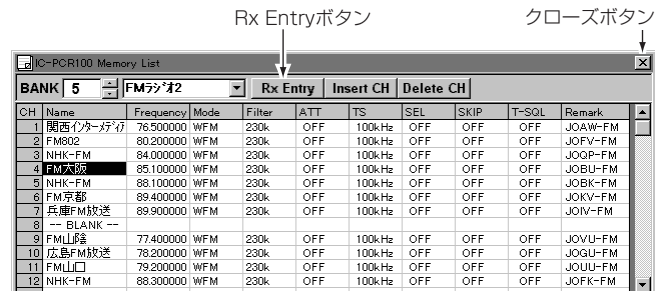 Rx Entryボタン
クローズボタン
IC-PCR100 Memory List
BANK 5 FMラジオ2 Rx Entry Insert CH Delete CH
CH Name Frequency Mode Filter ATT TS SEL SKIP T-SQL Remark
1 関西インターメディア 76.500000 WFM 230k OFF 100kHz OFF OFF OFF JOAW-FM
2 FM802 80.200000 WFM 230k OFF 100kHz OFF OFF OFF JOFV-FM
3 NHK-FM 84.000000 WFM 230k OFF 100kHz OFF OFF OFF JOQP-FM
4 FM大阪 85.100000 WFM 230k OFF 100kHz OFF OFF OFF JOBU-FM
5 NHK-FM 88.100000 WFM 230k OFF 100kHz OFF OFF OFF JOBK-FM
6 FM京都 89.400000 WFM 230k OFF 100kHz OFF OFF OFF JOKV-FM
7 兵庫FM放送 89.900000 WFM 230k OFF 100kHz OFF OFF OFF JOIV-FM
8 -- BLANK --
9 FM山陰 77.400000 WFM 230k OFF 100kHz OFF OFF OFF JOVU-FM
10 広島FM放送 78.200000 WFM 230k OFF 100kHz OFF OFF OFF JOGU-FM
11 FM山口 79.200000 WFM 230k OFF 100kHz OFF OFF OFF JOUU-FM
12 NHK-FM 88.300000 WFM 230k OFF 100kHz OFF OFF OFF JOFK-FM